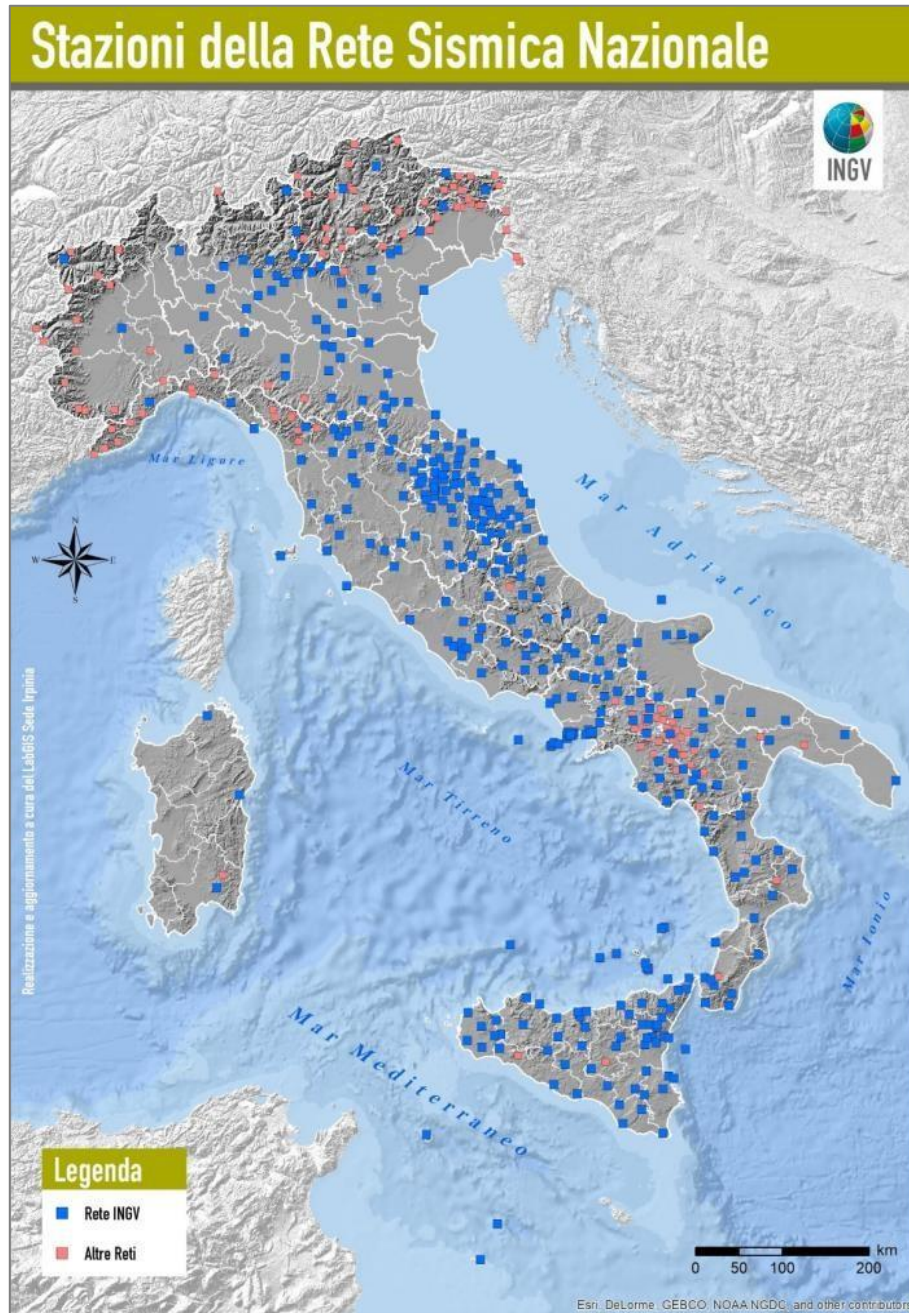 Stazioni della Rete Sismica Nazionale
INGV
Mar Ligure
Mar Adriatico
N
W E
S
Realizzazione e aggiornamento a cura del LabGIS Sede Irpinia
Mar Tirreno
Mar Ionio
Mar Mediterraneo
Legenda
Rete INGV
Altre Reti
km
0 50 100 200
Esri, DeLorme, GEBCO, NOAA NGDC, and other contributors